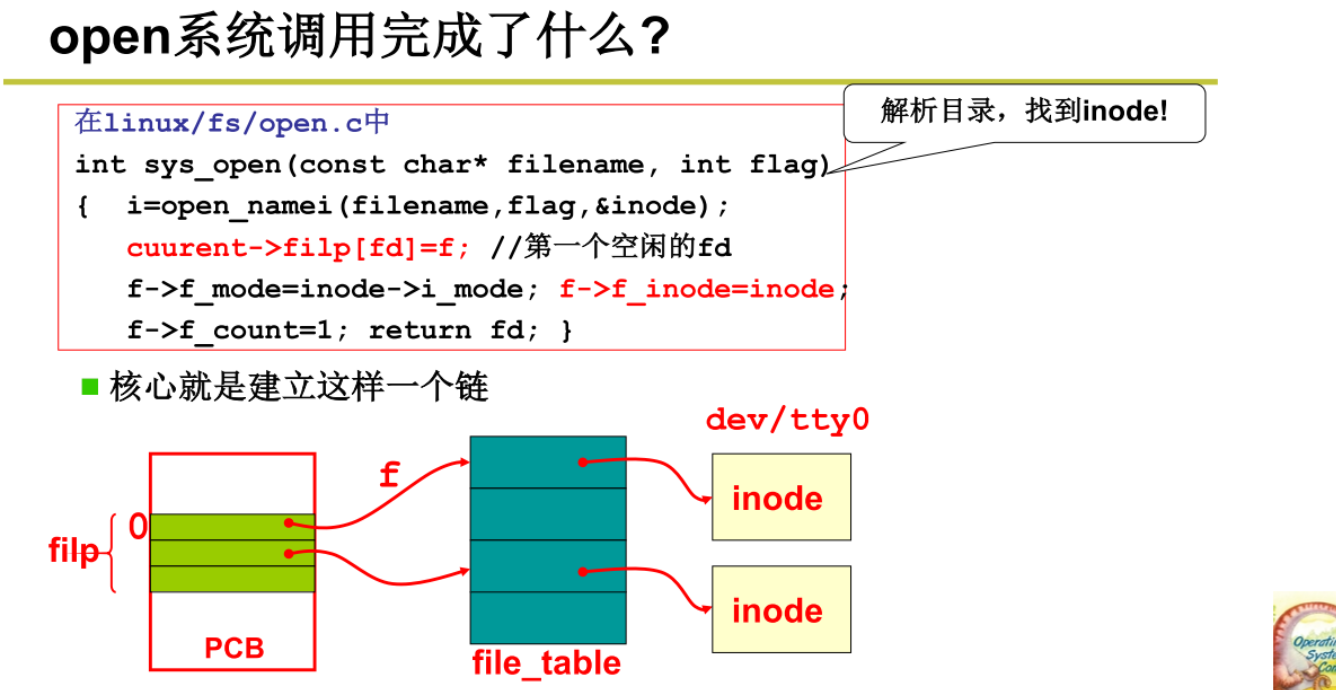 open系统调用完成了什么?
解析目录，找到inode!
在linux/fs/open.c中
int sys_open(const char* filename, int flag)
{ i=open_namei(filename,flag,&inode);
cuurent->filp[fd]=f; //第一个空闲的fd
f->f_mode=inode->i_mode; f->f_inode=inode;
f->f_count=1; return fd; }
核心就是建立这样一个链
dev/tty0
f
inode
0
filp
inode
PCB
file_table